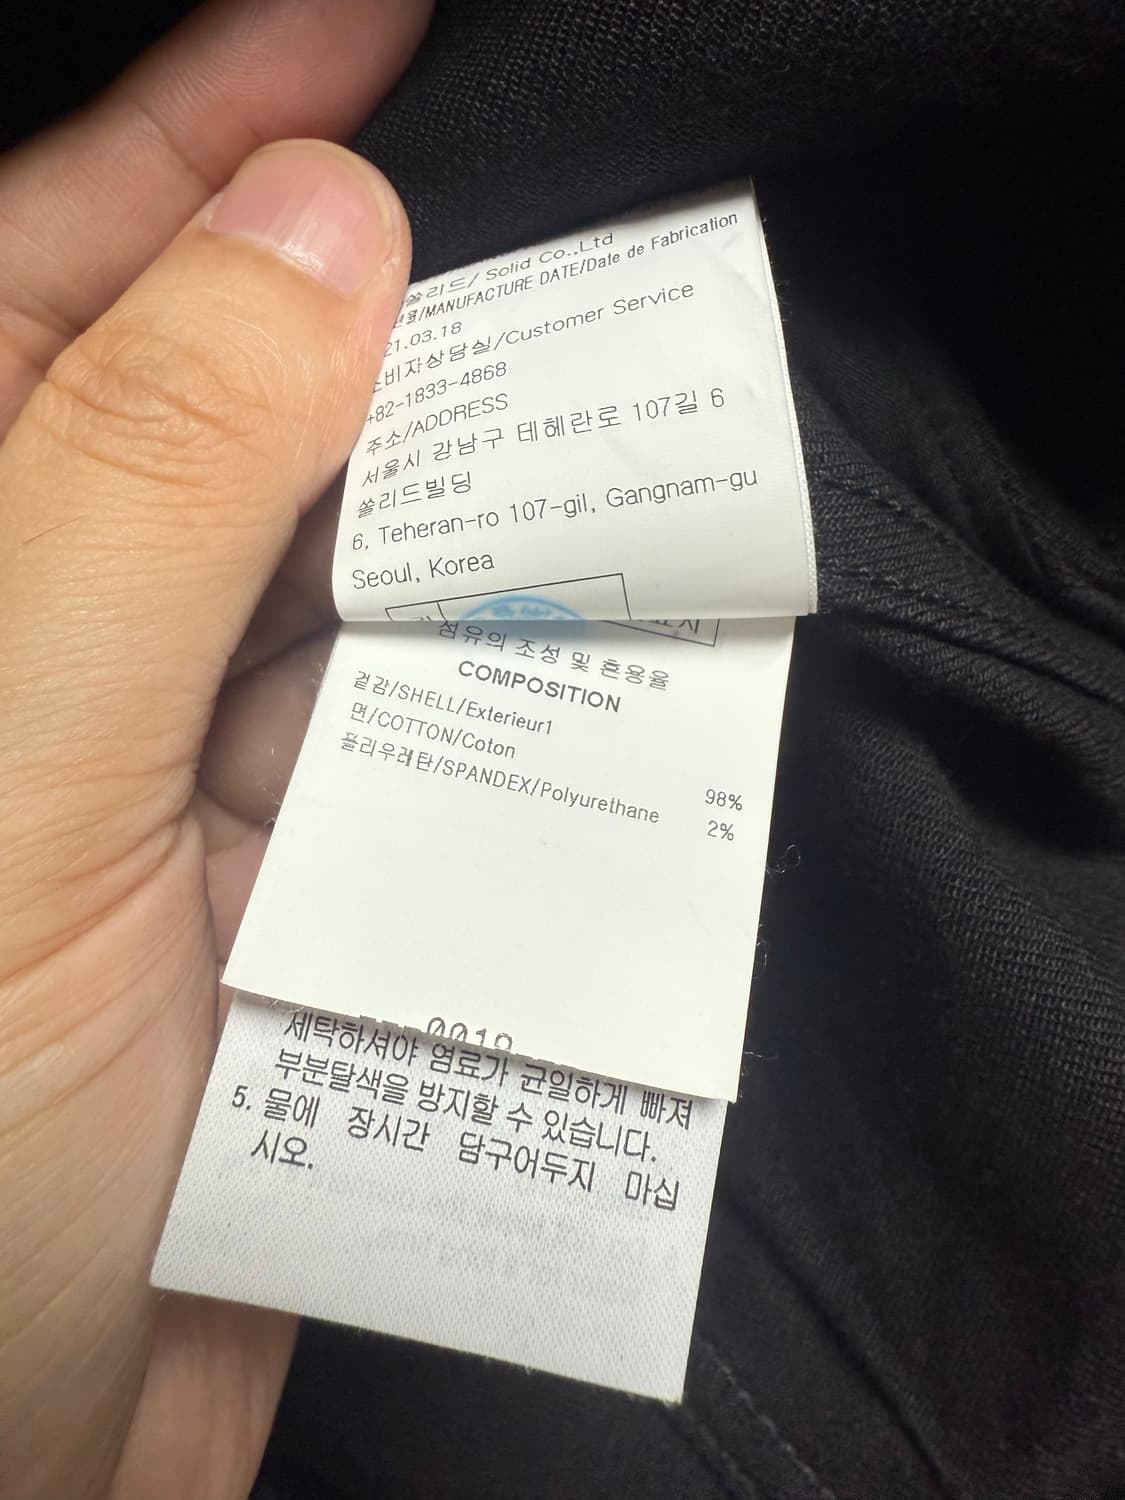 쏠리드/ Solid Co.,Ltd
년월/MANUFACTURE DATE/Date de Fabrication
21.03.18
소비자상담실/Customer Service
+82-1833-4868
주소/ADDRESS
서울시 강남구 테헤란로 107길 6
쏠리드빌딩
6, Teheran-ro 107-gil, Gangnam-gu
Seoul, Korea
섬유의 조성 및 혼용율
COMPOSITION
겉감/SHELL/Exterieur1
면/COTTON/Coton 98%
폴리우레탄/SPANDEX/Polyurethane 2%
세탁하셔야 염료가 균일하게 빠져
부분탈색을 방지할 수 있습니다.
5. 물에 장시간 담구어두지 마십
시오.